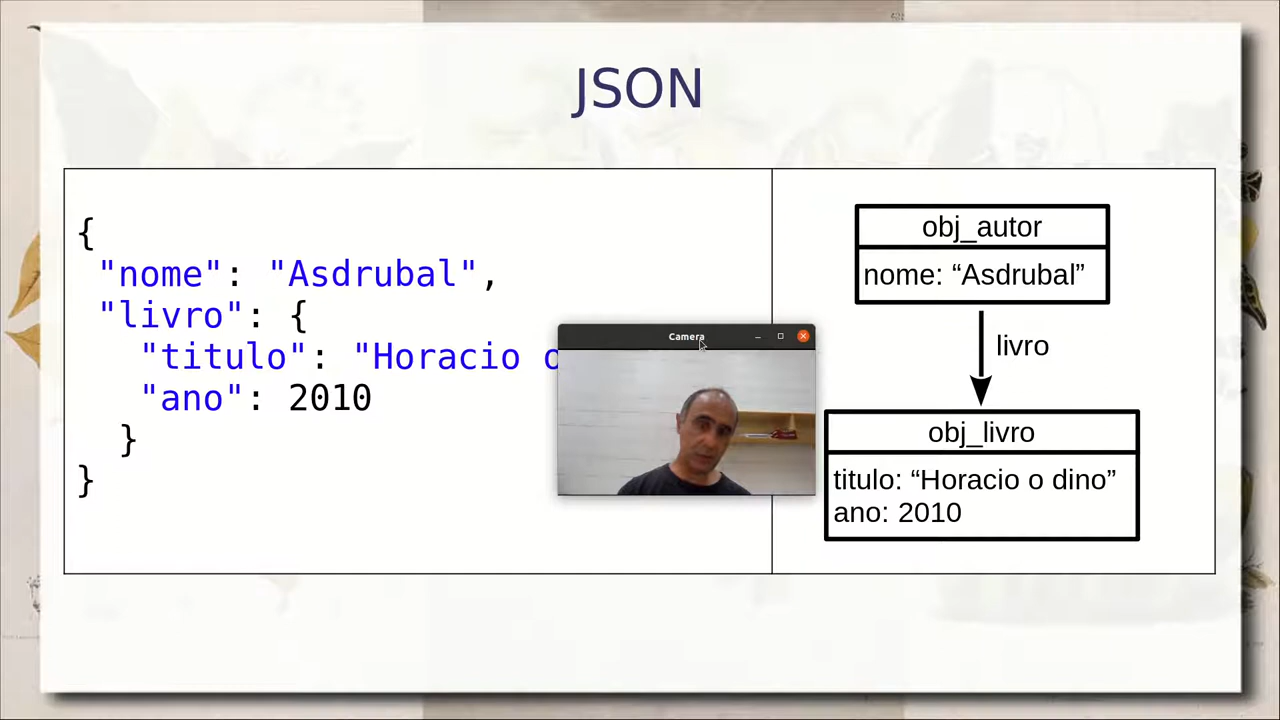 JSON
{
"nome": "Asdrubal",
"livro": {
"titulo": "Horacio o
"ano": 2010
}
}
Camera
obj_autor
nome: “Asdrubal”
livro
obj_livro
titulo: “Horacio o dino”
ano: 2010